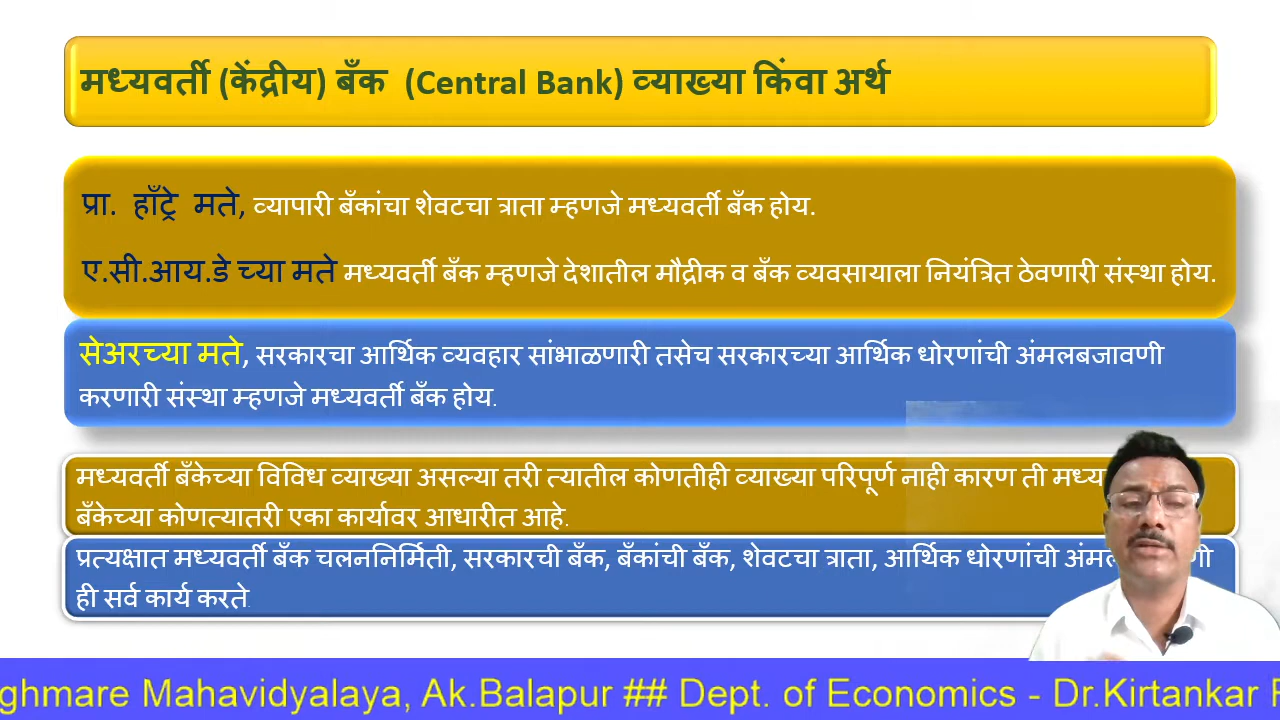 मध्यवर्ती (केंद्रीय) बँक (Central Bank) व्याख्या किंवा अर्थ
प्रा. हाँट्रे मते, व्यापारी बँकांचा शेवटचा त्राता म्हणजे मध्यवर्ती बँक होय.
ए.सी.आय.डे च्या मते मध्यवर्ती बँक म्हणजे देशातील मौद्रीक व बँक व्यवसायाला नियंत्रित ठेवणारी संस्था होय.
सेअरच्या मते, सरकारचा आर्थिक व्यवहार सांभाळणारी तसेच सरकारच्या आर्थिक धोरणांची अंमलबजावणी
करणारी संस्था म्हणजे मध्यवर्ती बँक होय.
मध्यवर्ती बँकेच्या विविध व्याख्या असल्या तरी त्यातील कोणतीही व्याख्या परिपूर्ण नाही कारण ती
बँकेच्या कोणत्यातरी एका कार्यावर आधारीत आहे.
प्रत्यक्षात मध्यवर्ती बँक चलननिर्मिती, सरकारची बँक, बँकांची बँक, शेवटचा त्राता, आर्थिक धोरणांची
ही सर्व कार्य करते.
ghmare Mahavidyalaya, Ak.Balapur ## Dept. of Economics - Dr.Kirtankar